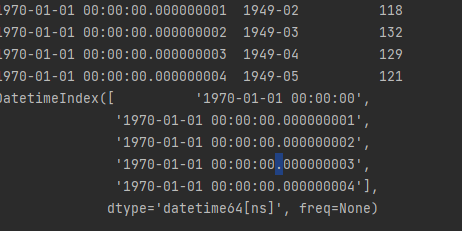 1970-01-01 00:00:00.000000001 1949-02 118
1970-01-01 00:00:00.000000002 1949-03 132
1970-01-01 00:00:00.000000003 1949-04 129
1970-01-01 00:00:00.000000004 1949-05 121
DatetimeIndex([ '1970-01-01 00:00:00',
'1970-01-01 00:00:00.000000001',
'1970-01-01 00:00:00.000000002',
'1970-01-01 00:00:00.000000003',
'1970-01-01 00:00:00.000000004'],
dtype='datetime64[ns]', freq=None)